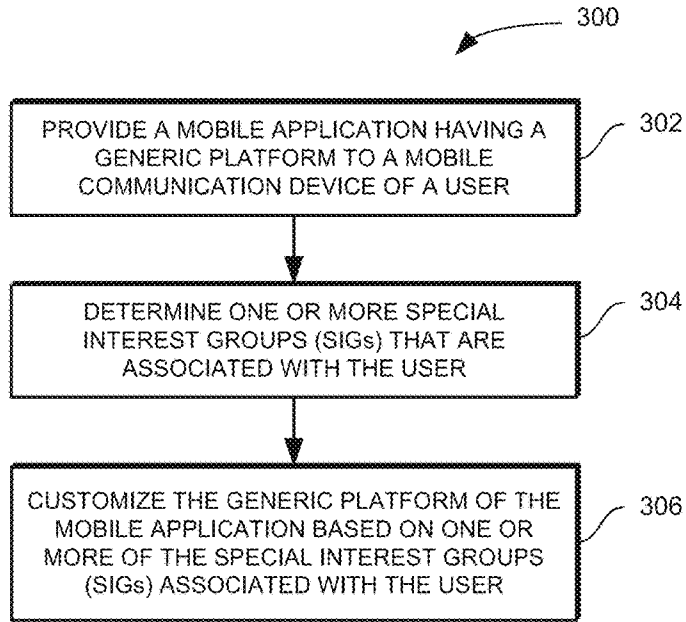 300
PROVIDE A MOBILE APPLICATION HAVING A
GENERIC PLATFORM TO A MOBILE
COMMUNICATION DEVICE OF A USER
302
DETERMINE ONE OR MORE SPECIAL
INTEREST GROUPS (SIGs) THAT ARE
ASSOCIATED WITH THE USER
304
CUSTOMIZE THE GENERIC PLATFORM OF THE
MOBILE APPLICATION BASED ON ONE OR
MORE OF THE SPECIAL INTEREST GROUPS
(SIGs) ASSOCIATED WITH THE USER
306